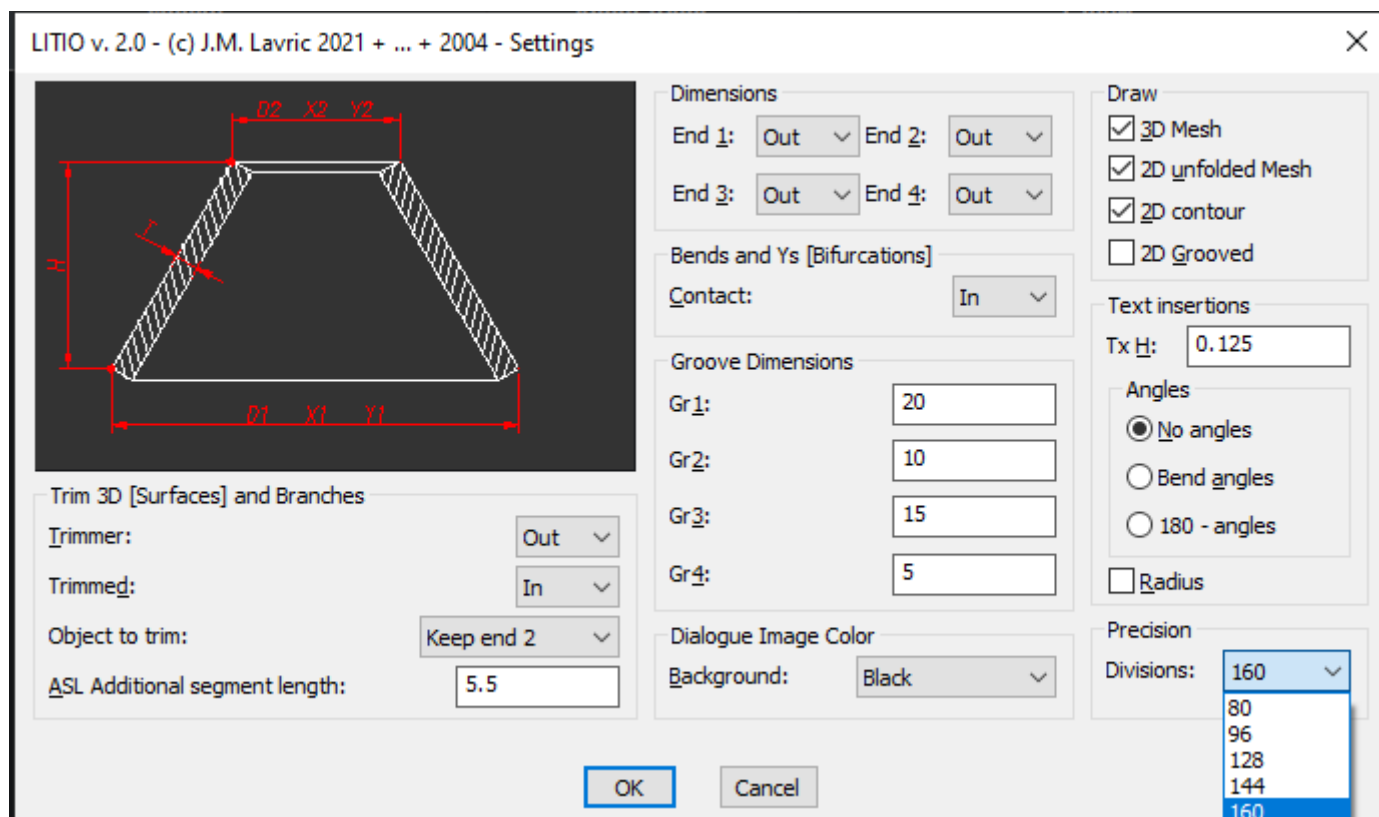 LITIO v. 2.0 - (c) J.M. Lavric 2021 + ... + 2004 - Settings
D2 X2 Y2
T
H
D1 X1 Y1
Trim 3D [Surfaces] and Branches
Trimmer: Out
Trimmed: In
Object to trim: Keep end 2
ASL Additional segment length: 5.5
Dimensions
End 1: Out End 2: Out
End 3: Out End 4: Out
Bends and Ys [Bifurcations]
Contact: In
Groove Dimensions
Gr1: 20
Gr2: 10
Gr3: 15
Gr4: 5
Dialogue Image Color
Background: Black
Draw
3D Mesh
2D unfolded Mesh
2D contour
2D Grooved
Text insertions
Tx H: 0.125
Angles
No angles
Bend angles
180 - angles
Radius
Precision
Divisions: 160
80
96
128
144
160
OK Cancel